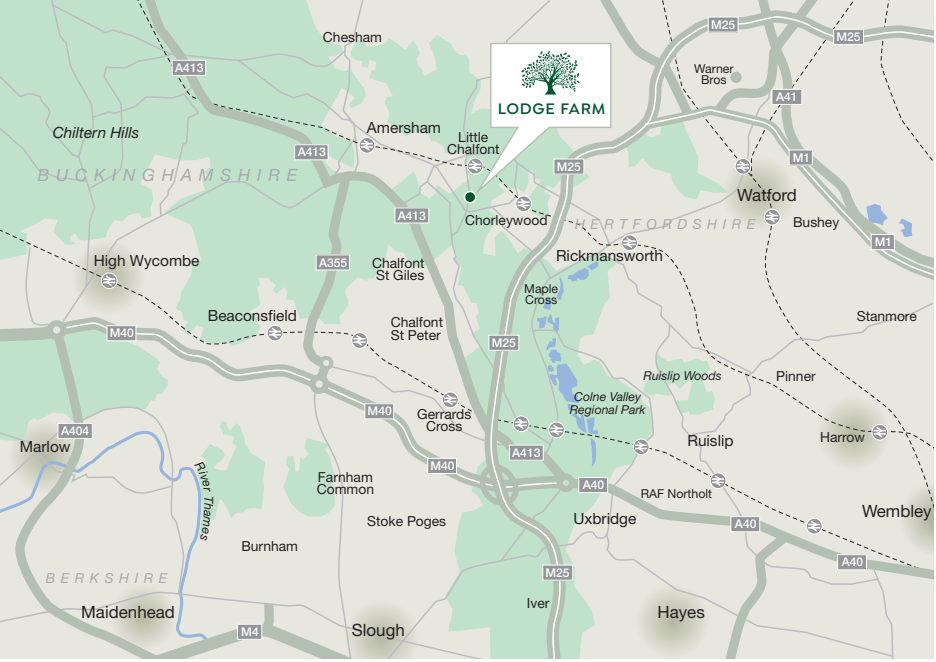 M25
M25
Chesham
A413
Warner
Bros
A41
LODGE FARM
Chiltern Hills
Amersham
Little
Chalfont
A413
M25
M1
BUCKINGHAMSHIRE
Watford
A413
Chorleywood
HERTFORDSHIRE
Bushey
M1
High Wycombe
A355
Chalfont
St Giles
Rickmansworth
Maple
Cross
Beaconsfield
Chalfont
St Peter
Stanmore
M40
M25
Ruislip Woods
Pinner
Colne Valley
Regional Park
M40
Gerrards
Cross
A404
Marlow
Harrow
Ruislip
A413
M40
River Thames
Farnham
Common
A40
RAF Northolt
Wembley
Stoke Poges
Uxbridge
A40
Burnham
A40
BERKSHIRE
M25
Iver
Maidenhead
Hayes
M4
Slough